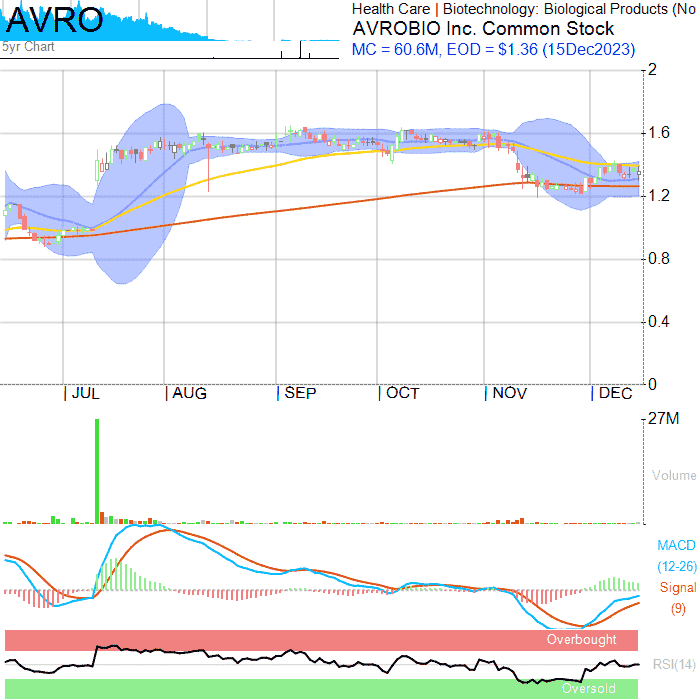 AVRO
5yr Chart
Health Care | Biotechnology: Biological Products (No
AVROBIO Inc. Common Stock
MC = 60.6M, EOD = $1.36 (15Dec2023)
2
1.6
1.2
0.8
0.4
0
JUL AUG SEP OCT NOV DEC
27M
Volume
MACD
(12-26)
Signal
(9)
Overbought
RSI(14)
Oversold